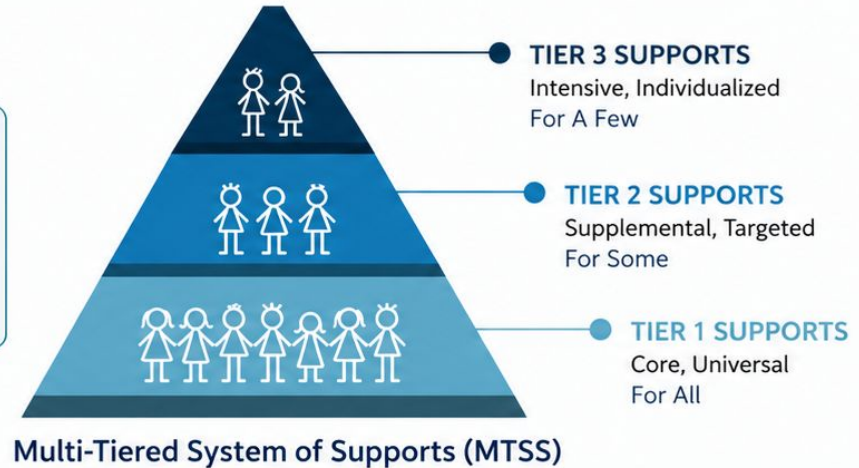 TIER 3 SUPPORTS
Intensive, Individualized
For A Few
TIER 2 SUPPORTS
Supplemental, Targeted
For Some
TIER 1 SUPPORTS
Core, Universal
For All
Multi-Tiered System of Supports (MTSS)